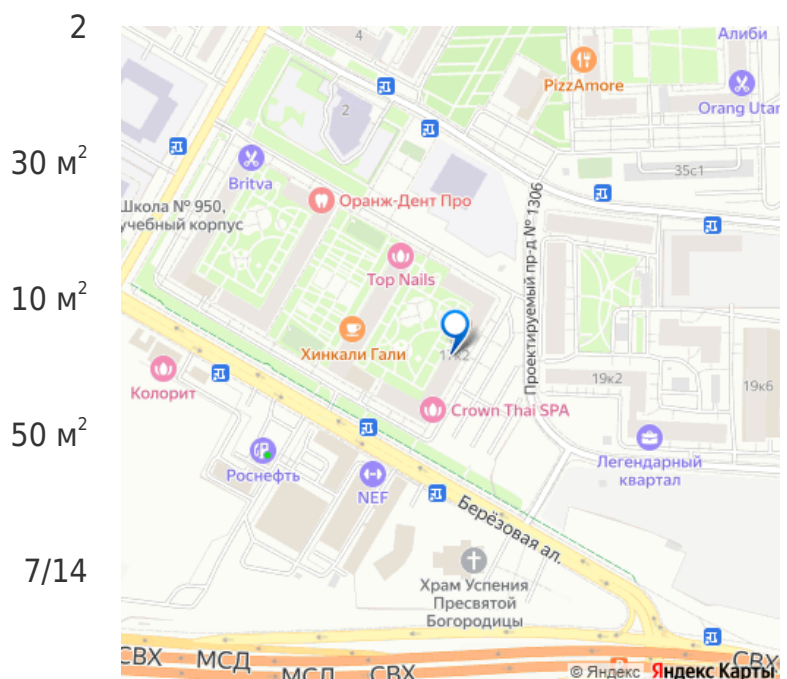 2
30 м²
10 м²
50 м²
7/14
4
Алиби
PizzAmore
Orang Utan
2
35с1
Britva
Оранж-Дент Про
Школа № 950,
учебный корпус
Проектируемый пр-д № 1306
Top Nails
Хинкали Гали
17к2
19к2
19к6
Колорит
Crown Thai SPA
Легендарный
квартал
Роснефть
NEF
Берёзовая ал.
Храм Успения
Пресвятой
Богородицы
СВХ
МСД
МСД
СВХ
СВХ
© Яндекс
Яндекс Карты